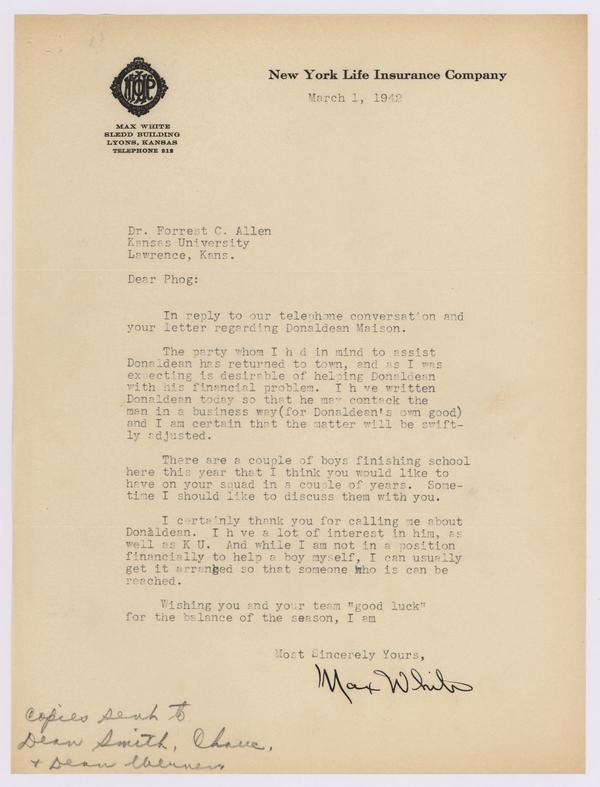 New York Life Insurance Company
March 1, 1942
MAX WHITE
SLEDD BUILDING
LYONS, KANSAS
TELEPHONE 212
Dr. Forrest C. Allen
Kansas University
Lawrence, Kans.
Dear Phog:
In reply to our telephone conversation and
your letter regarding Donaldean Maison.
The party whom I h d in mind to assist
Donaldean has returned to town, and as I was
expecting is desirable of helping Donaldean
with his financial problem. I h ve written
Donaldean today so that he may contack the
man in a business way(for Donaldean's own good)
and I am certain that the matter will be swift-
ly adjusted.
There are a couple of boys finishing school
here this year that I think you would like to
have on your squad in a couple of years. Some-
time I should like to discuss them with you.
I certainly thank you for calling me about
Donaldean. I h ve a lot of interest in him, as
well as K U. And while I am not in a position
financially to help a boy myself, I can usually
get it arranged so that someone who is can be
reached.
Wishing you and your team "good luck"
for the balance of the season, I am
Most Sincerely Yours,
Max White
Copies sent to
Dean Smith, Chanc,
+ Dean Werner